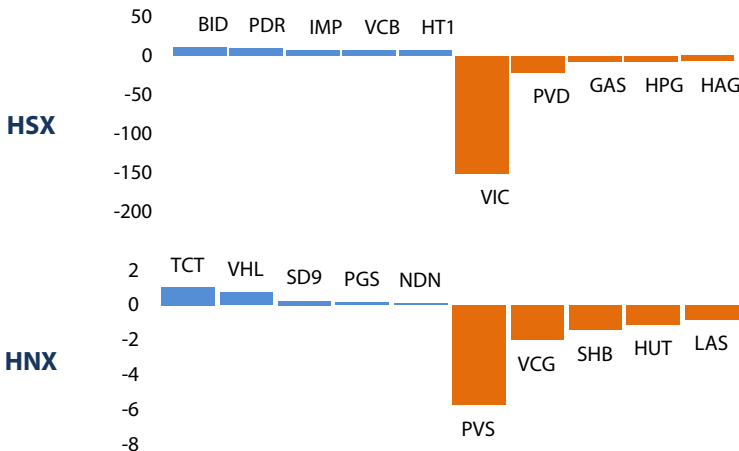 50
BID PDR IMP VCB HT1
0
-50
PVD GAS HPG HAG
HSX
-100
-150
VIC
-200
2
TCT VHL SD9 PGS NDN
0
-2
VCG SHB HUT LAS
HNX
-4
-6
PVS
-8